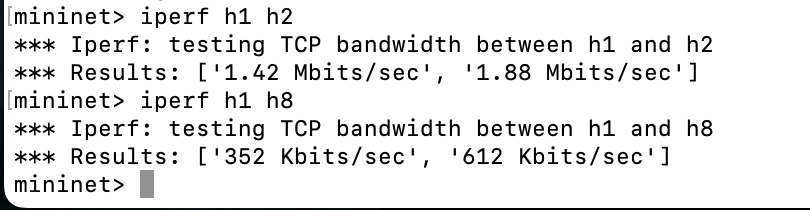 [mininet> iperf h1 h2
*** Iperf: testing TCP bandwidth between h1 and h2
*** Results: ['1.42 Mbits/sec', '1.88 Mbits/sec']
[mininet> iperf h1 h8
*** Iperf: testing TCP bandwidth between h1 and h8
*** Results: ['352 Kbits/sec', '612 Kbits/sec']
mininet>